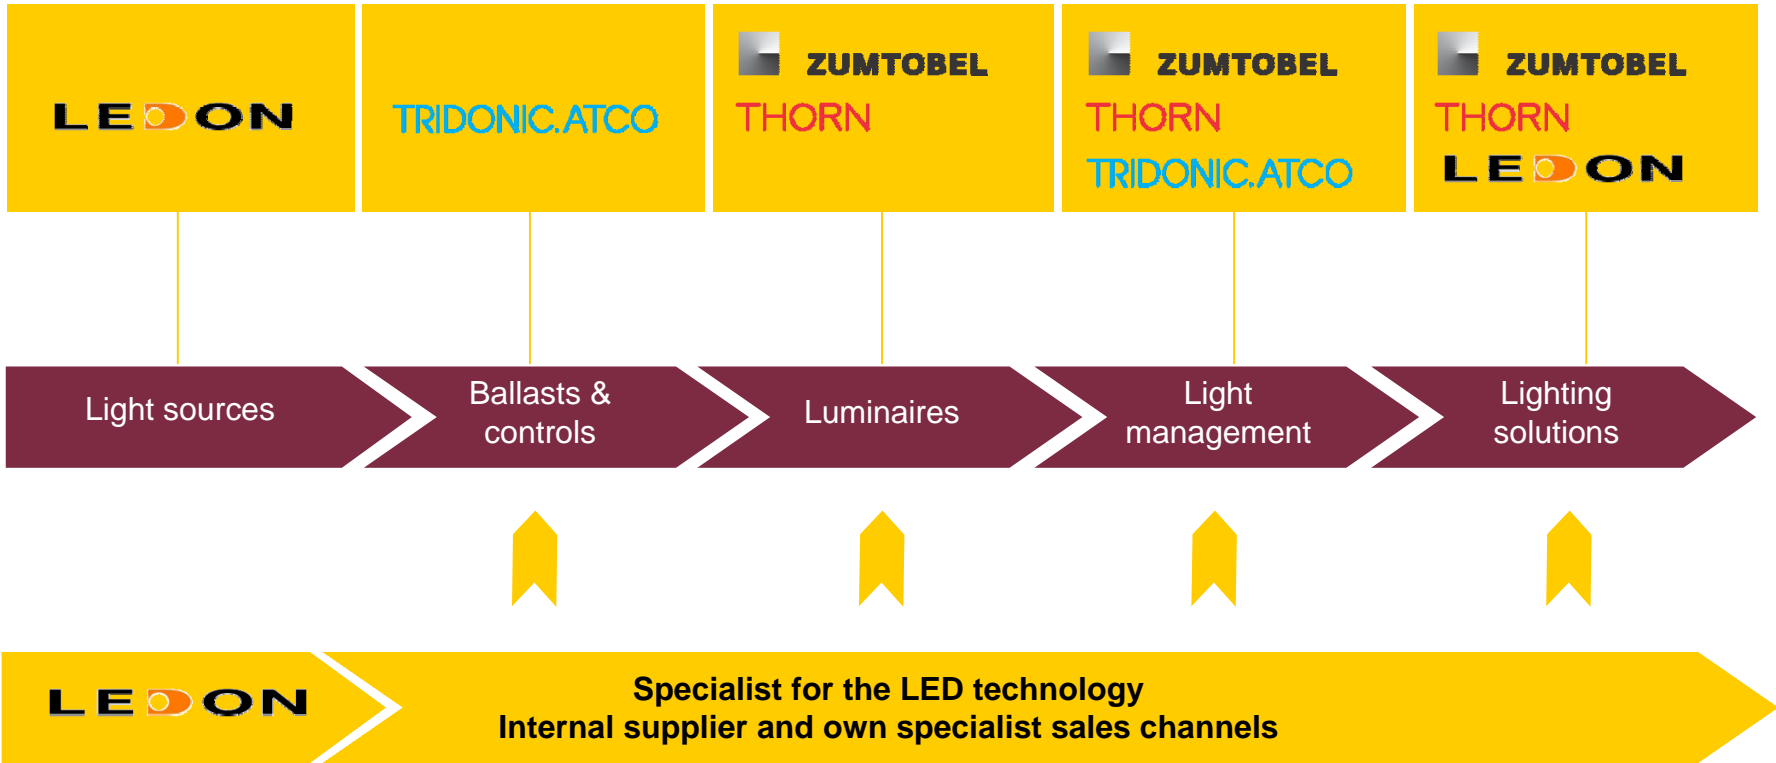 LEDON
TRIDONIC.ATCO
ZUMTOBEL
THORN
ZUMTOBEL
THORN
TRIDONIC.ATCO
ZUMTOBEL
THORN
LEDON
Light sources
Ballasts &
controls
Luminaires
Light
management
Lighting
solutions
LEDON
Specialist for the LED technology
Internal supplier and own specialist sales channels